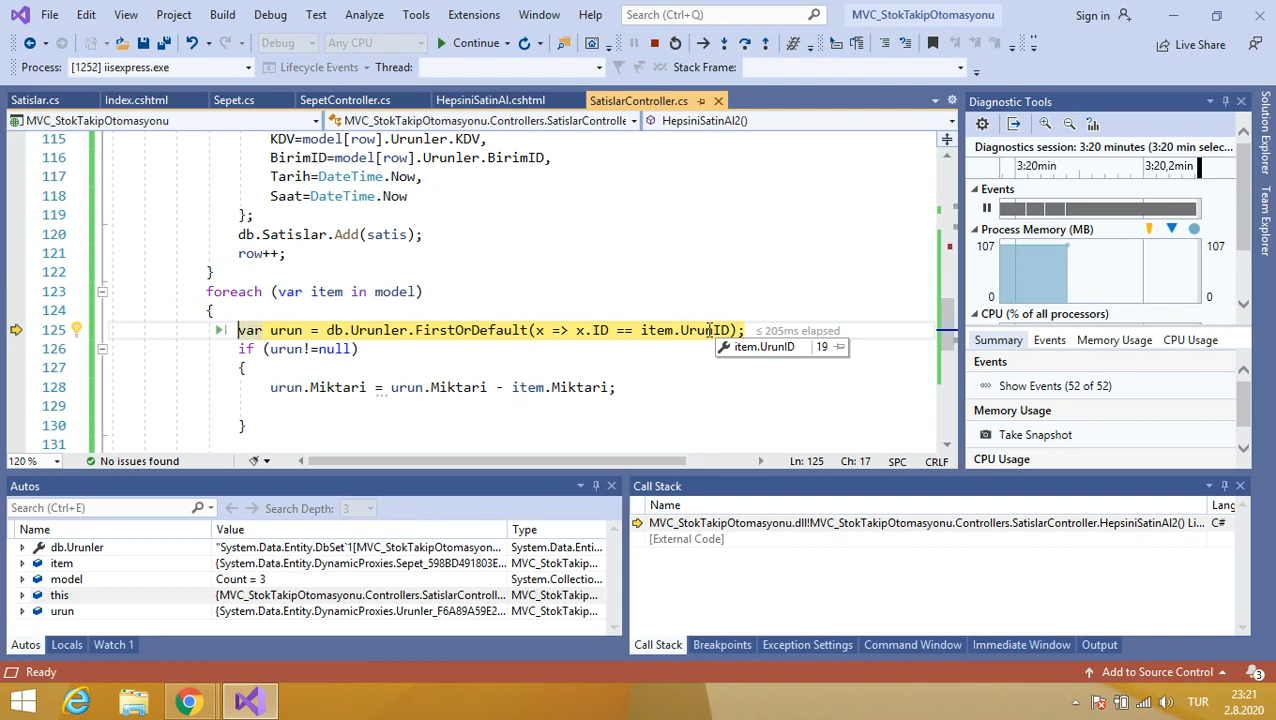 File Edit View Project Build Debug Test Analyze Tools Extensions Window Help Search (Ctrl+Q) MVC_StokTakipOtomasyonu Sign in
Debug Any CPU Continue Live Share
Process: [1252] iisexpress.exe Lifecycle Events Thread: Stack Frame:
Satislar.cs Index.cshtml Sepet.cs SepetController.cs HepsiniSatinAl.cshtml SatislarController.cs
MVC_StokTakipOtomasyonu MVC_StokTakipOtomasyonu.Controllers.SatislarControlle HepsiniSatinAl2()
115 KDV=model[row].Urunler.KDV,
116 BirimID=model[row].Urunler.BirimID,
117 Tarih=DateTime.Now,
118 Saat=DateTime.Now
119 };
120 db.Satislar.Add(satis);
121 row++;
122 }
123 foreach (var item in model)
124 {
125 var urun = db.Urunler.FirstOrDefault(x => x.ID == item.UrunID); ≤ 205ms elapsed
item.UrunID 19
126 if (urun!=null)
127 {
128 urun.Miktari = urun.Miktari - item.Miktari;
129
130 }
131
120 % No issues found Ln: 125 Ch: 17 SPC CRLF
Diagnostic Tools
Diagnostics session: 3:20 minutes (3:20 min selec...
3:20min 3:20,2min
Events
Process Memory (MB)
107 107
0 0
CPU (% of all processors)
Summary Events Memory Usage CPU Usage
Events
Show Events (52 of 52)
Memory Usage
Take Snapshot
CPU Usage
Solution Explorer
Team Explorer
Autos
Search (Ctrl+E) Search Depth: 3
Name Value Type
db.Urunler "System.Data.Entity.DbSet`1[MVC_StokTakipOtomasyon... System.Data.Enti...
item {System.Data.Entity.DynamicProxies.Sepet_598BD491803E... MVC_StokTakip...
model Count = 3 System.Collectio...
this {MVC_StokTakipOtomasyonu.Controllers.SatislarControll... MVC_StokTakip...
urun {System.Data.Entity.DynamicProxies.Urunler_F6A89A59E2... MVC_StokTakip...
Autos Locals Watch 1
Call Stack
Name Lang
MVC_StokTakipOtomasyonu.dll!MVC_StokTakipOtomasyonu.Controllers.SatislarController.HepsiniSatinAl2() Li... C#
[External Code]
Call Stack Breakpoints Exception Settings Command Window Immediate Window Output
Ready Add to Source Control 3
TUR 23:21
2.8.2020